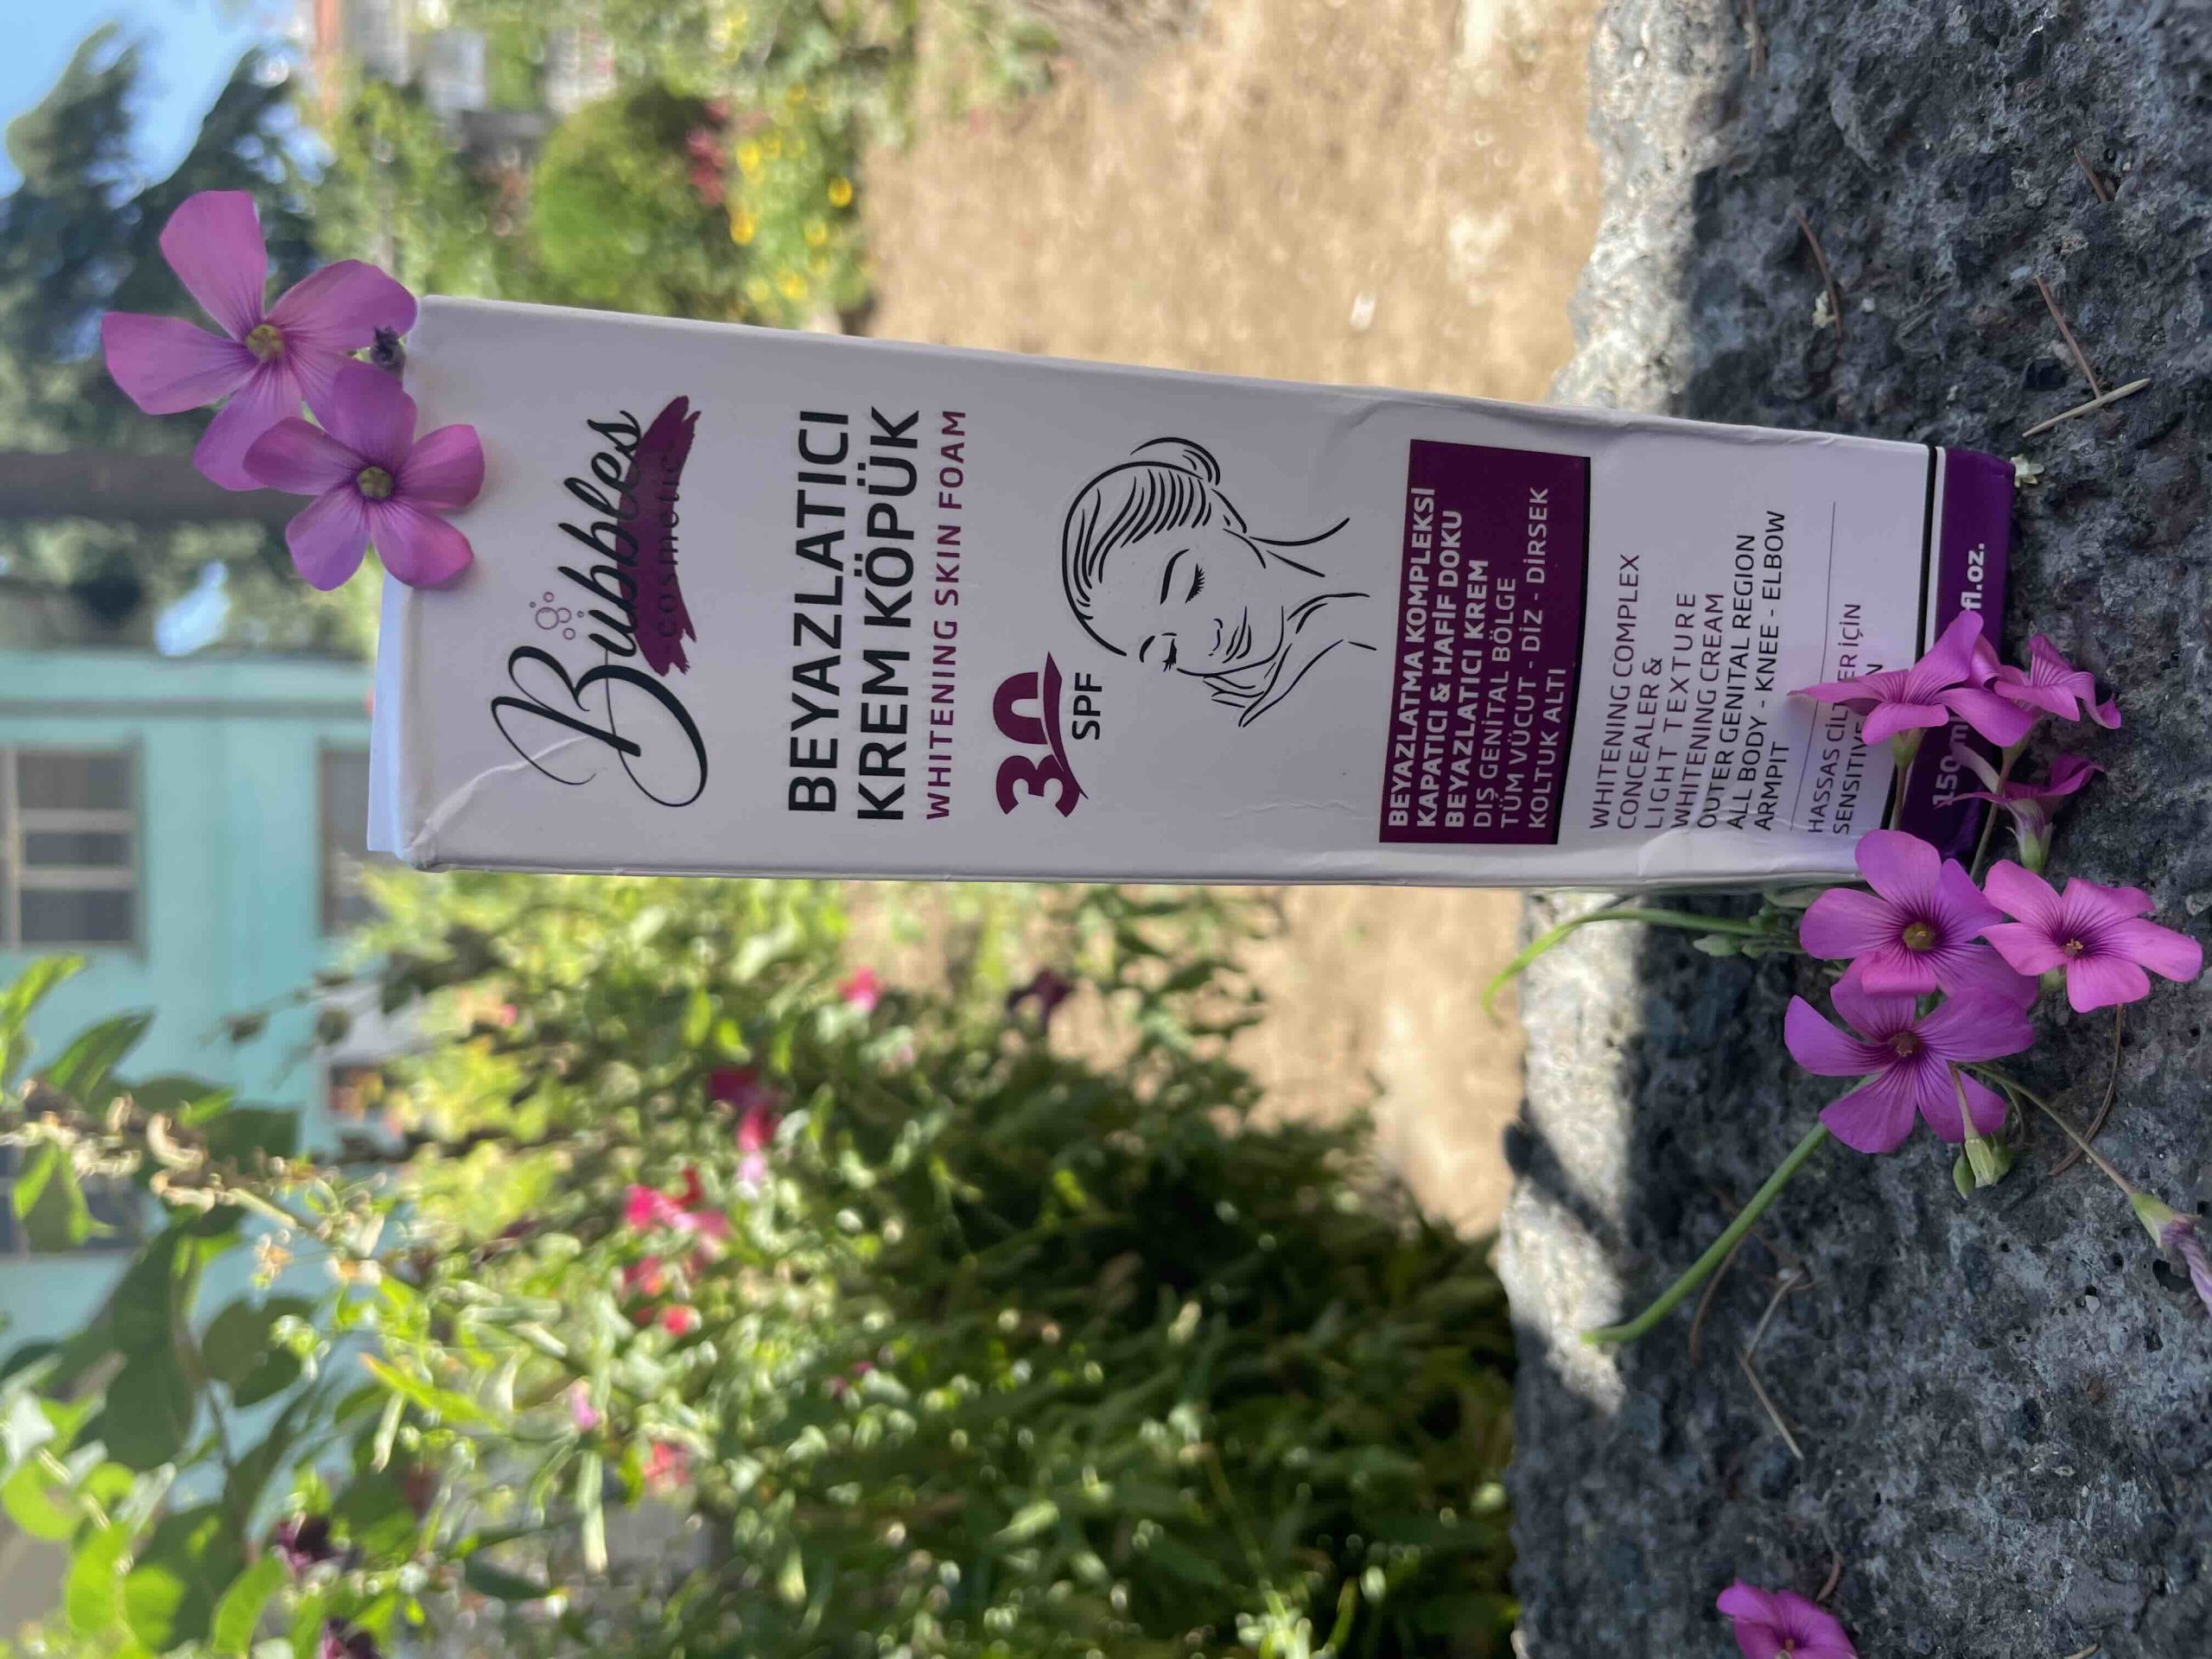 Bubbles
cosmetic
BEYAZLATICI
KREM KÖPÜK
WHITENING SKIN FOAM
30
SPF
BEYAZLATMA KOMPLEKSİ
KAPATICI & HAFİF DOKU
BEYAZLATICI KREM
DIŞ GENİTAL BÖLGE
TÜM VÜCUT - DİZ - DİRSEK
KOLTUK ALTI
WHITENING COMPLEX
CONCEALER &
LIGHT TEXTURE
WHITENING CREAM
OUTER GENITAL REGION
ALL BODY - KNEE - ELBOW
ARMPIT
HASSAS İÇİN
SENSITIVE
150 fl.oz.